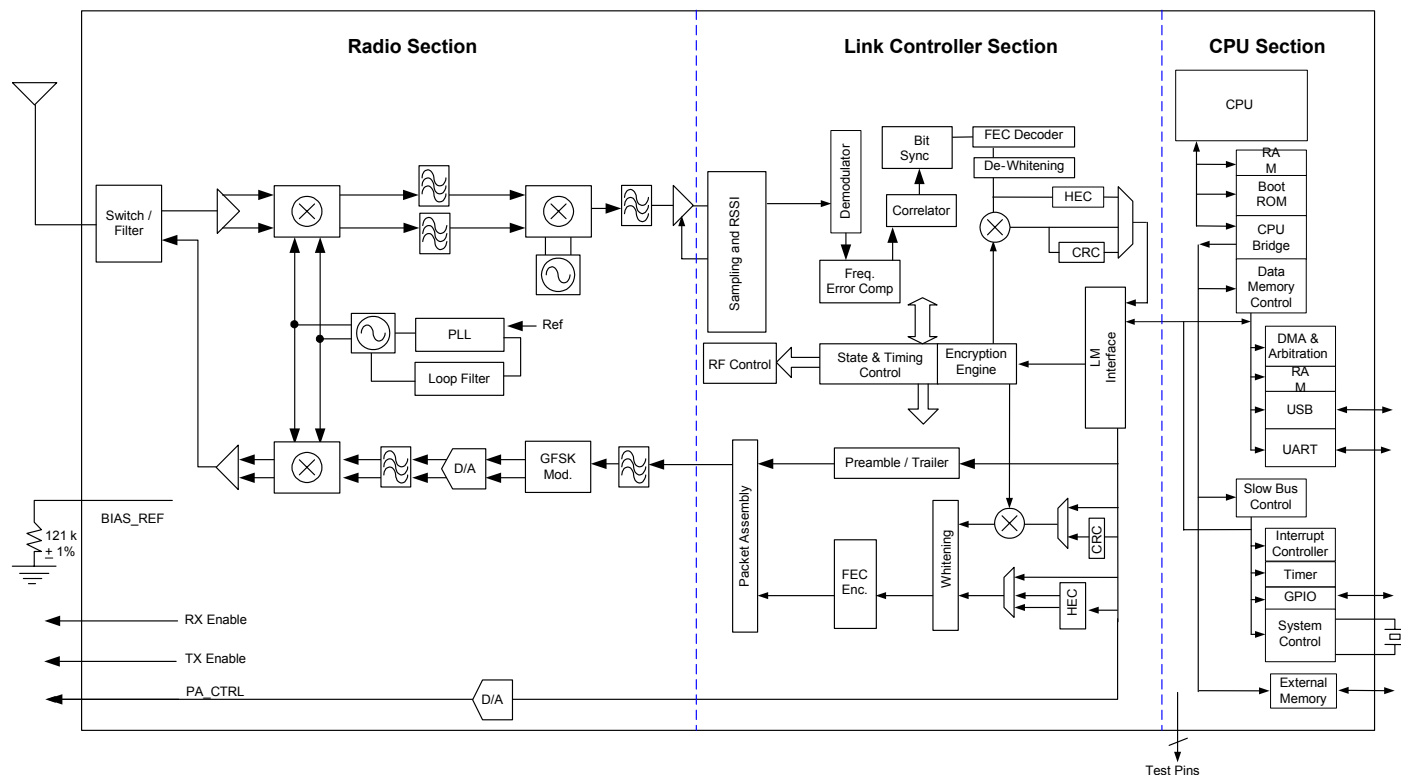 Radio Section
Link Controller Section
CPU Section
Switch /
Filter
PLL
Ref
Loop Filter
GFSK
Mod.
D/A
BIAS_REF
121 k
± 1%
RX Enable
TX Enable
PA_CTRL
D/A
Sampling and RSSI
Demodulator
Freq.
Error Comp
Bit
Sync
Correlator
FEC Decoder
De-Whitening
HEC
CRC
RF Control
State & Timing
Control
Encryption
Engine
LM
Interface
Packet Assembly
Preamble / Trailer
Whitening
FEC
Enc.
CRC
HEC
CPU
RA
M
Boot
ROM
CPU
Bridge
Data
Memory
Control
DMA &
Arbitration
RA
M
USB
UART
Slow Bus
Control
Interrupt
Controller
Timer
GPIO
System
Control
External
Memory
Test Pins